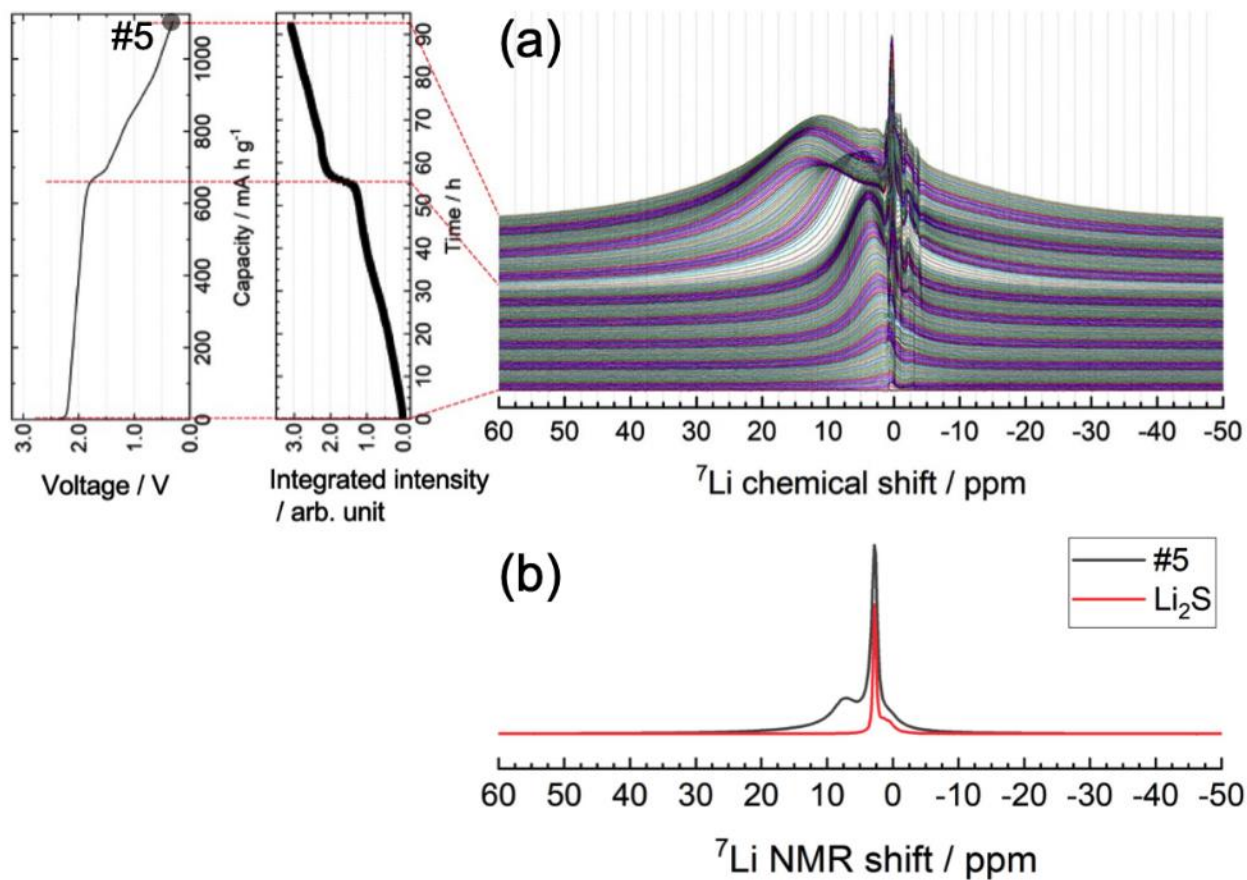 #5
3.0
2.0
1.0
0.0
0
200
400
600
800
1000
Capacity / mA h g⁻¹
Voltage / V
3.0
2.0
1.0
0.0
0
10
20
30
40
50
60
70
80
90
Time / h
Integrated intensity
/ arb. unit
(a)
60 50 40 30 20 10 0 -10 -20 -30 -40 -50
⁷Li chemical shift / ppm
(b)
#5
Li₂S
60 50 40 30 20 10 0 -10 -20 -30 -40 -50
⁷Li NMR shift / ppm